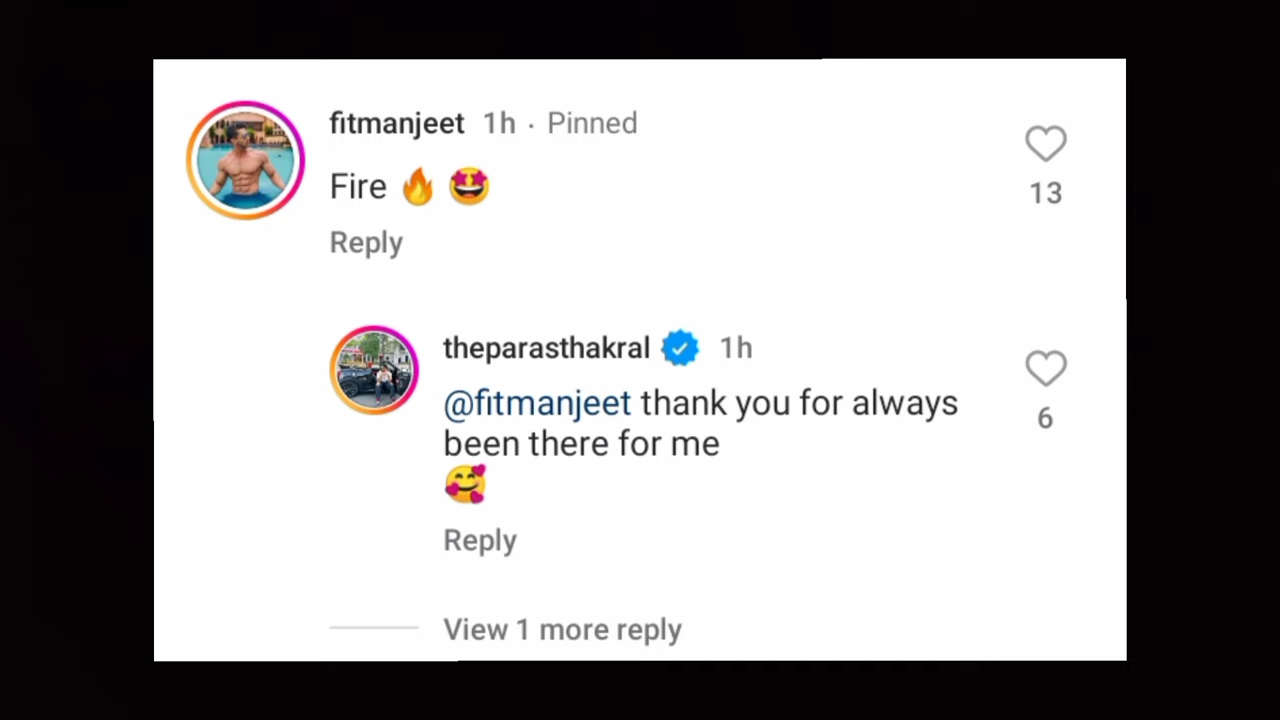 fitmanjeet 1h · Pinned
Fire 🔥 🤩
13
Reply
theparasthakral 1h
@fitmanjeet thank you for always
been there for me
🥰
6
Reply
View 1 more reply